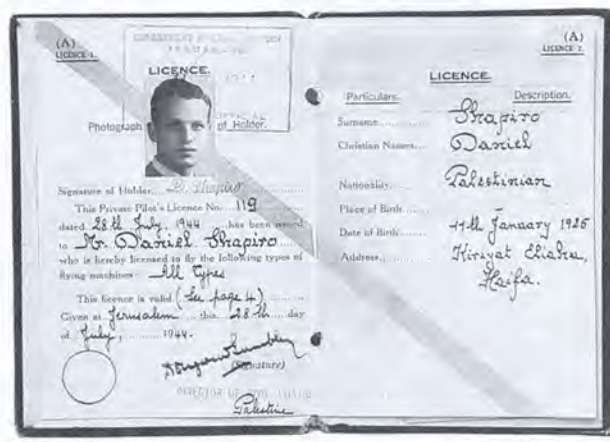 (A)
LICENCE 1.
LICENCE.
Photograph of Holder.
Signature of Holder D. Shapiro
This Private Pilot's Licence No. 119
dated 28th July, 1944 has been issued
to Mr. Daniel Shapiro
who is hereby licensed to fly the following types of
flying machines All Types
This licence is valid (See page 4)
Given at Jerusalem this 28th day
of July, 1944.
(Signature)
Palestine
(A)
LICENCE 2.
LICENCE.
Particulars. Description.
Surname Shapiro
Christian Names Daniel
Nationality Palestinian
Place of Birth
Date of Birth 17th January 1925
Address Kiriyat Eliahu,
Haifa.